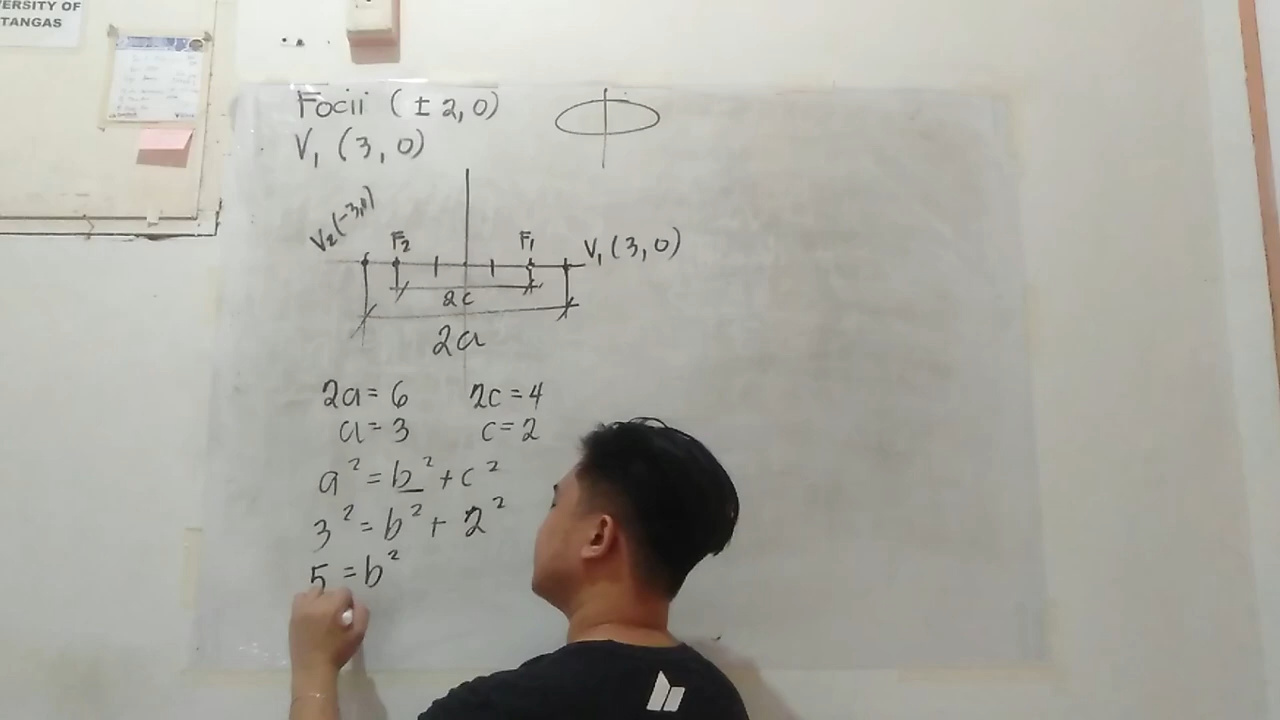 VERSITY OF
TANGAS
Focii (± 2, 0)
V₁ (3, 0)
V₂ (-3, 0)
F₂
F₁
V₁ (3, 0)
2c
2a
2a = 6
2c = 4
a = 3
c = 2
a² = b² + c²
3² = b² + 2²
5 = b²